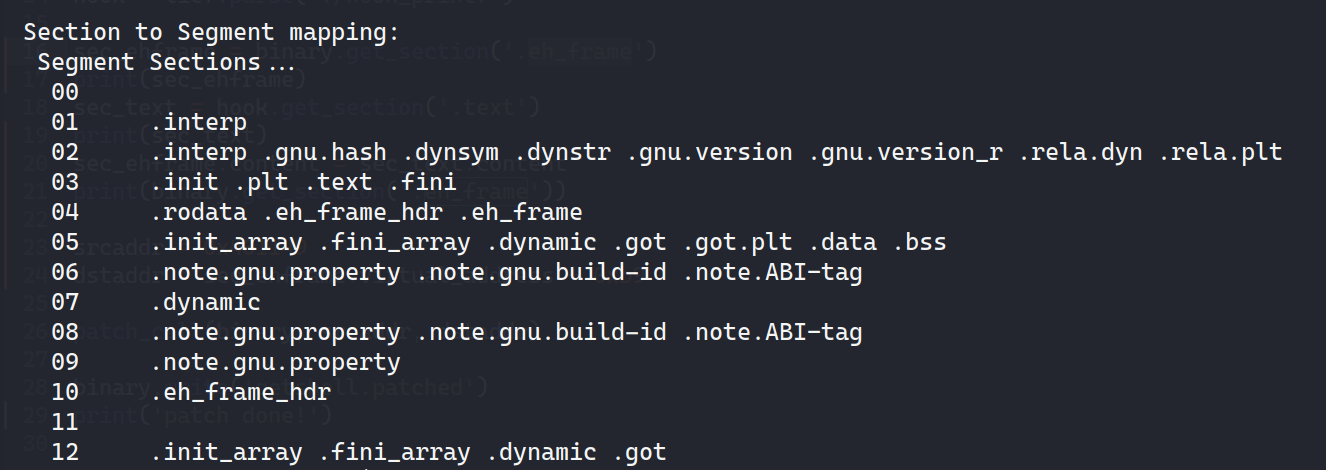 Section to Segment mapping:
Segment Sections...
00
01 .interp
02 .interp .gnu.hash .dynsym .dynstr .gnu.version .gnu.version_r .rela.dyn .rela.plt
03 .init .plt .text .fini
04 .rodata .eh_frame_hdr .eh_frame
05 .init_array .fini_array .dynamic .got .got.plt .data .bss
06 .note.gnu.property .note.gnu.build-id .note.ABI-tag
07 .dynamic
08 .note.gnu.property .note.gnu.build-id .note.ABI-tag
09 .note.gnu.property
10 .eh_frame_hdr
11
12 .init_array .fini_array .dynamic .got